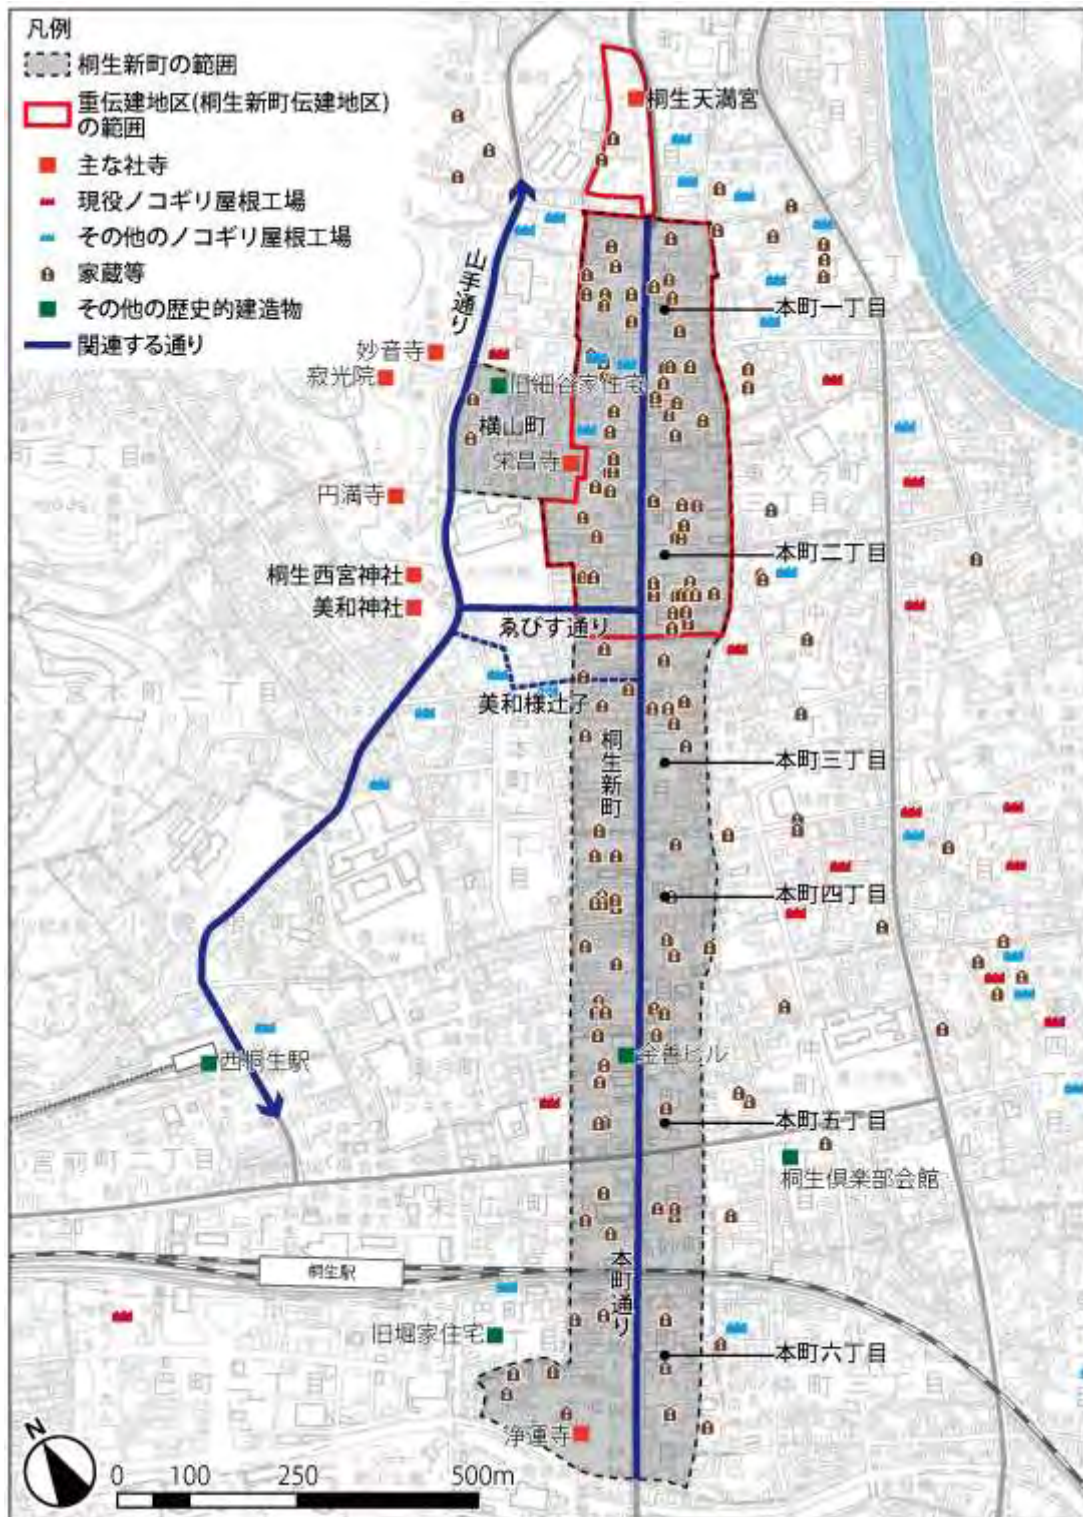 凡例
桐生新町の範囲
重伝建地区(桐生新町伝建地区)
の範囲
主な社寺
現役ノコギリ屋根工場
その他のノコギリ屋根工場
家蔵等
その他の歴史的建造物
関連する通り
桐生天満宮
山手通り
本町一丁目
妙音寺
寂光院
旧細谷家住宅
横山町
栄昌寺
円満寺
本町二丁目
桐生西宮神社
美和神社
ゑびす通り
美和様辻子
桐生新町
本町三丁目
本町四丁目
金善ビル
西桐生駅
本町五丁目
宮前町一丁目
桐生倶楽部会館
桐生駅
本町通り
旧堀家住宅
本町六丁目
浄運寺
N
0 100 250 500m